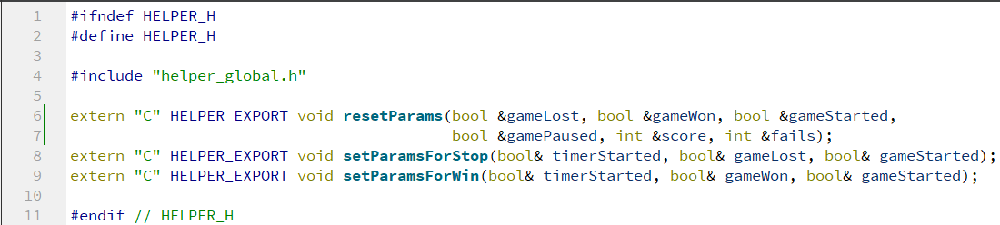 1 #ifndef HELPER_H
2 #define HELPER_H
3
4 #include "helper_global.h"
5
6 extern "C" HELPER_EXPORT void resetParams(bool &gameLost, bool &gameWon, bool &gameStarted,
7                                           bool &gamePaused, int &score, int &fails);
8 extern "C" HELPER_EXPORT void setParamsForStop(bool& timerStarted, bool& gameLost, bool& gameStarted);
9 extern "C" HELPER_EXPORT void setParamsForWin(bool& timerStarted, bool& gameWon, bool& gameStarted);
10
11 #endif // HELPER_H